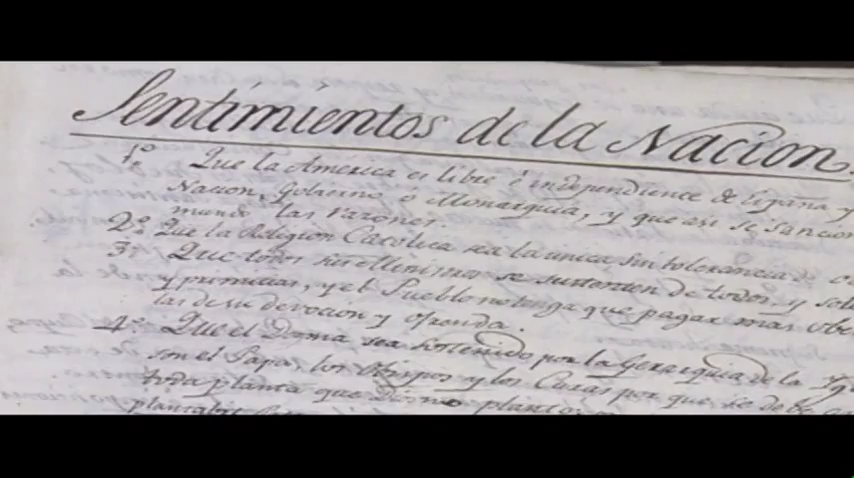 Sentimientos de la Nacion.
1º Que la America es libre é independiente de España y
Nacion, Gobierno, ó Monarquia, y que asi se sancion
mundo las razones.
2º Que la Religion Catolica sea la unica sin tolerancia de
3º Que todos sus Ministros se sustenten de todos, y solo
y primicias, y el Pueblo no tenga que pagar mas obe
las de su devocion y ofrenda.
4º Que el Dogma sea sostenido por la Gerarquia de la Ygl
son el Papa, los Obispos y los Curas por que se debe
toda planta que Dios no plantó